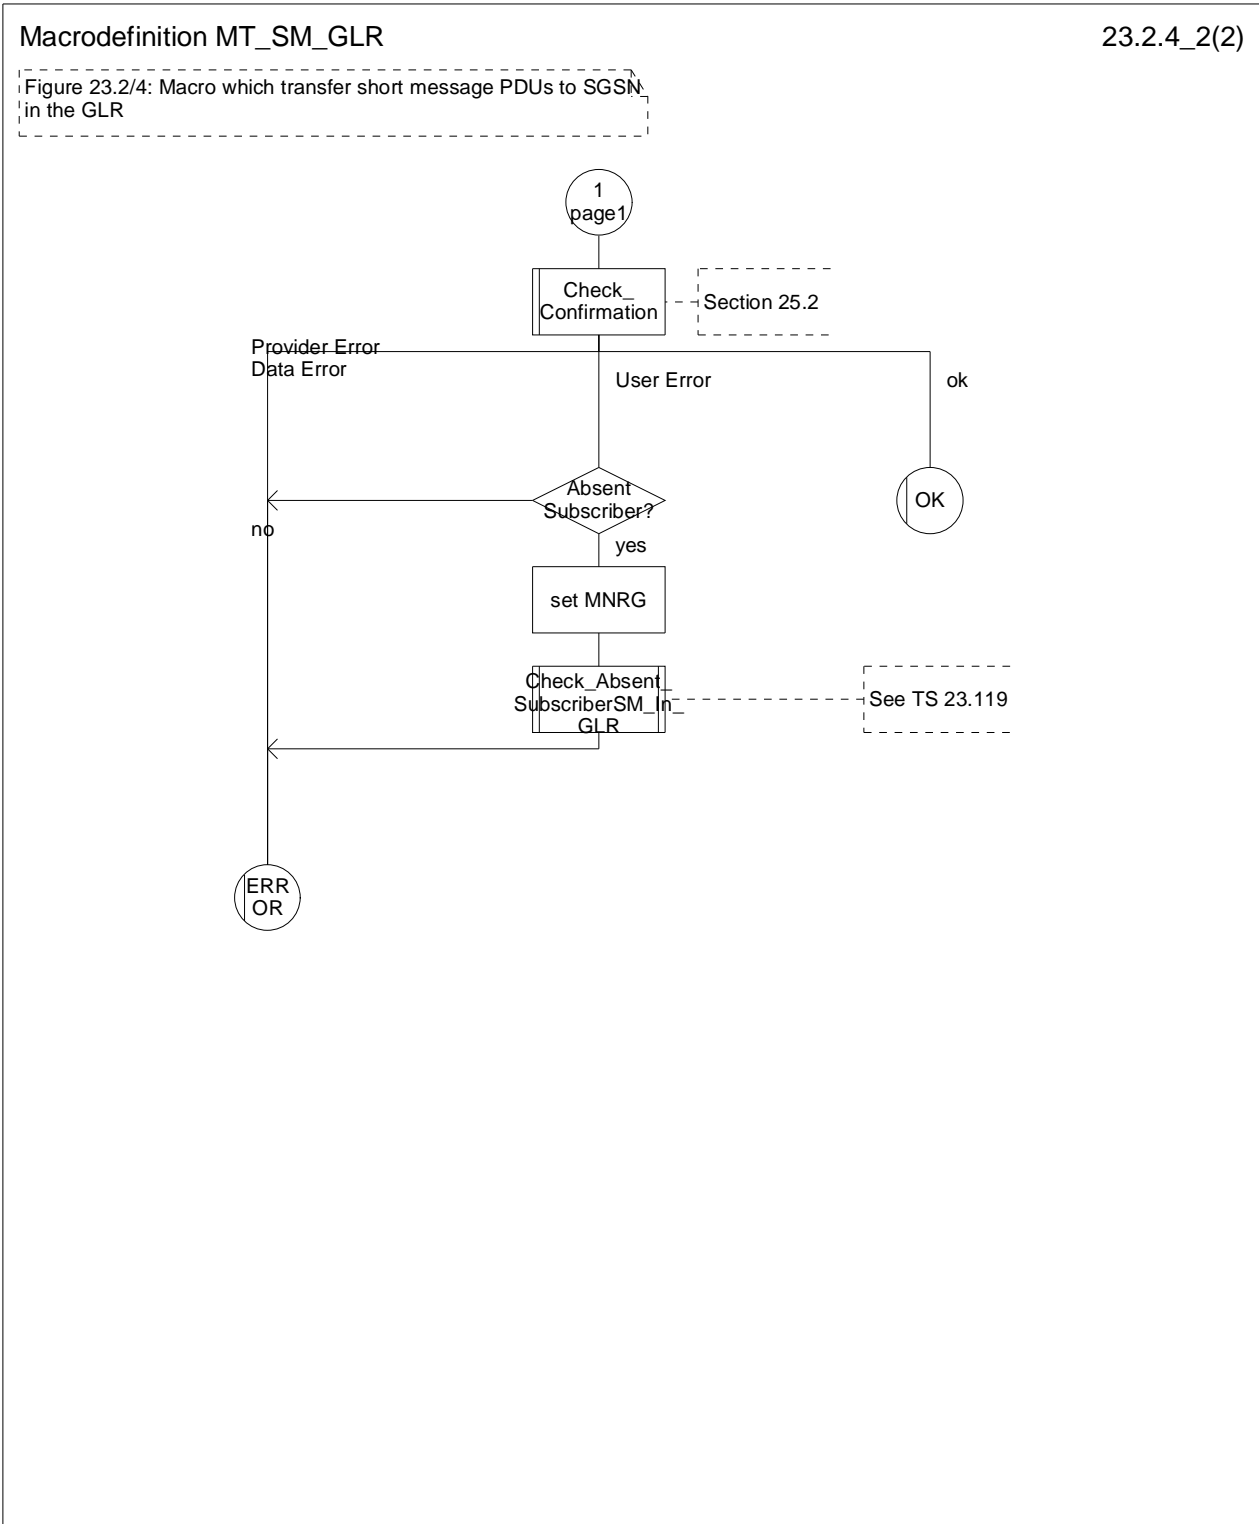 Macrodefinition MT_SM_GLR
23.2.4_2(2)
Figure 23.2/4: Macro which transfer short message PDUs to SGSN
in the GLR
1
page1
Check_
Confirmation
Section 25.2
Provider Error
Data Error
User Error
ok
Absent
Subscriber?
OK
no
yes
set MNRG
Check_Absent_
SubscriberSM_In_
GLR
See TS 23.119
ERR
OR